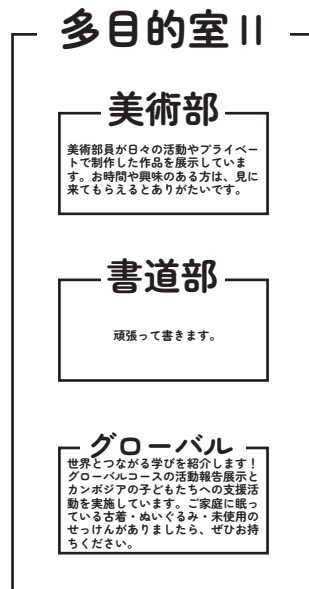 多目的室Ⅱ
美術部
美術部員が日々の活動やプライベー
トで制作した作品を展示していま
す。お時間や興味のある方は、見に
来てもらえるとありがたいです。
書道部
頑張って書きます。
グローバル
世界とつながる学びを紹介します！
グローバルコースの活動報告展示と
カンボジアの子どもたちへの支援活
動を実施しています。ご家庭に眠っ
ている古着・ぬいぐるみ・未使用の
せっけんがありましたら、ぜひお持
ちください。